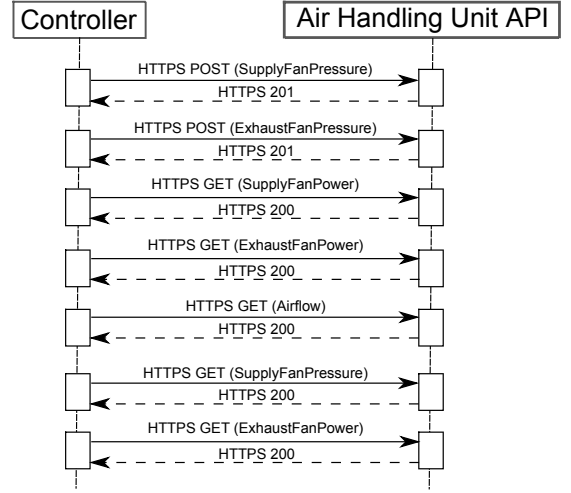 Controller
Air Handling Unit API
HTTPS POST (SupplyFanPressure)
HTTPS 201
HTTPS POST (ExhaustFanPressure)
HTTPS 201
HTTPS GET (SupplyFanPower)
HTTPS 200
HTTPS GET (ExhaustFanPower)
HTTPS 200
HTTPS GET (Airflow)
HTTPS 200
HTTPS GET (SupplyFanPressure)
HTTPS 200
HTTPS GET (ExhaustFanPower)
HTTPS 200